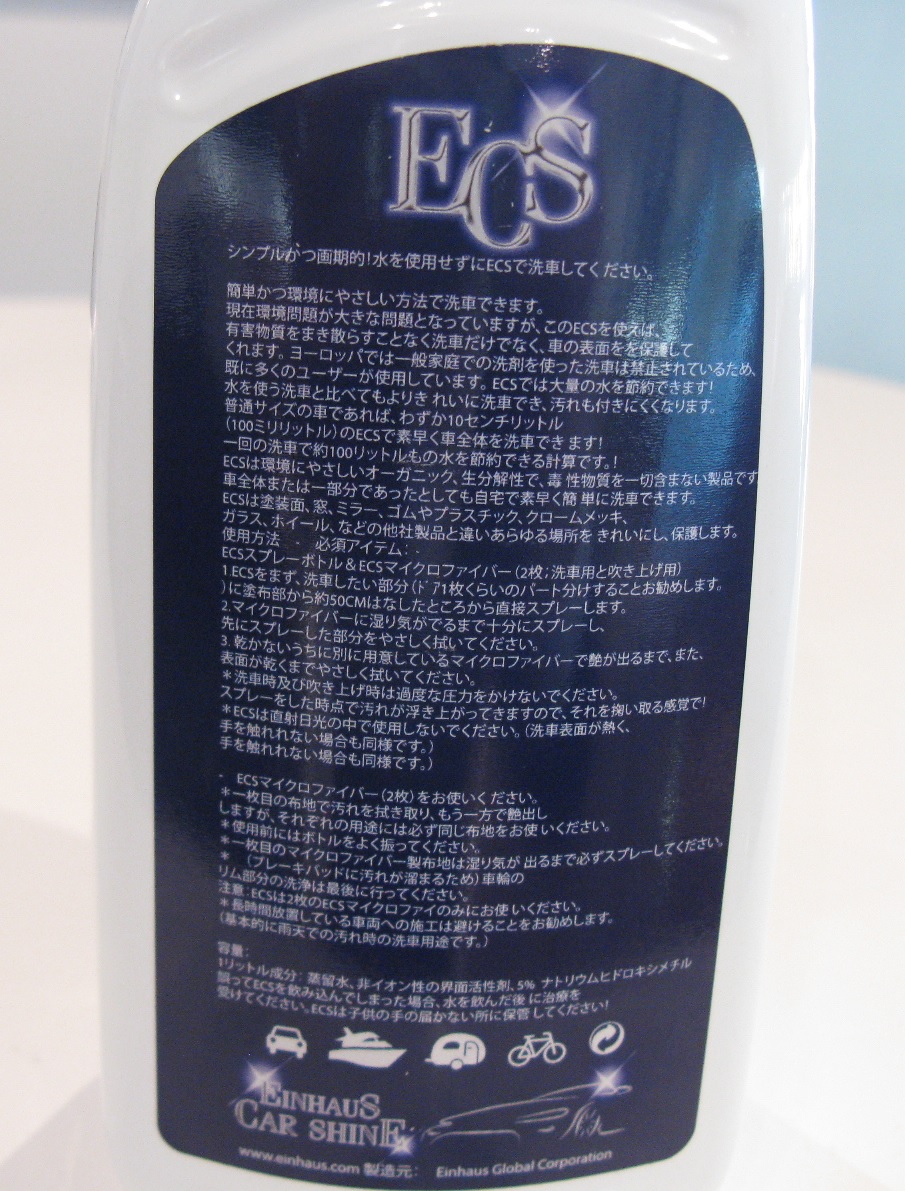 ECS
シンプルかつ画期的！水を使用せずにECSで洗車してください。
簡単かつ環境にやさしい方法で洗車できます。
現在環境問題が大きな問題となっていますが、このECSを使えば、
有害物質をまき散らすことなく洗車だけでなく、車の表面をを保護して
くれます。ヨーロッパでは一般家庭での洗剤を使った洗車は禁止されているため、
既に多くのユーザーが使用しています。ECSでは大量の水を節約できます！
水を使う洗車と比べてもよりきれいに洗車でき、汚れも付きにくくなります。
普通サイズの車であれば、わずか10センチリットル
(100ミリリットル)のECSで素早く車全体を洗車できます！
一回の洗車で約100リットルもの水を節約できる計算です。！
ECSは環境にやさしいオーガニック、生分解性で、毒性物質を一切含まない製品です
車全体または一部分であったとしても自宅で素早く簡単に洗車できます。
ECSは塗装面、窓、ミラー、ゴムやプラスチック、クロームメッキ、
ガラス、ホイール、などの他社製品と違いあらゆる場所をきれいにし、保護します。
使用方法 - 必須アイテム: -
ECSスプレーボトル＆ECSマイクロファイバー(2枚；洗車用と吹き上げ用)
1.ECSをまず、洗車したい部分(ドア1枚くらいのパート分けすることお勧めします。
)に塗布部から約50CMはなしたところから直接スプレーします。
2.マイクロファイバーに湿り気がでるまで十分にスプレーし、
先にスプレーした部分をやさしく拭いてください。
3. 乾かないうちに別に用意しているマイクロファイバーで艶が出るまで、また、
表面が乾くまでやさしく拭いてください。
＊洗車時及び吹き上げ時は過度な圧力をかけないでください。
スプレーをした時点で汚れが浮き上がってきますので、それを掬い取る感覚で！
＊ECSは直射日光の中で使用しないでください。(洗車表面が熱く、
手を触れれない場合も同様です。)
手を触れれない場合も同様です。)
- ECSマイクロファイバー(2枚)をお使いください。
＊一枚目の布地で汚れを拭き取り、もう一方で艶出し
しますが、それぞれの用途には必ず同じ布地をお使いください。
＊使用前にはボトルをよく振ってください。
＊一枚目のマイクロファイバー製布地は湿り気が出るまで必ずスプレーしてください。
＊ (ブレーキパッドに汚れが溜まるため)車輪の
リム部分の洗浄は最後に行ってください。
注意：ECSは2枚のECSマイクロファイのみにお使いください。
＊長時間放置している車両への施工は避けることをお勧めします。
(基本的に雨天での汚れ時の洗車用途です。)
容量：
1リットル成分：蒸留水、非イオン性の界面活性剤、5% ナトリウムヒドロキシメチル
誤ってECSを飲み込んでしまった場合、水を飲んだ後に治療を
受けてください。ECSは子供の手の届かない所に保管してください！
EINHAUS
CAR SHINE
www.einhaus.com 製造元： Einhaus Global Corporation